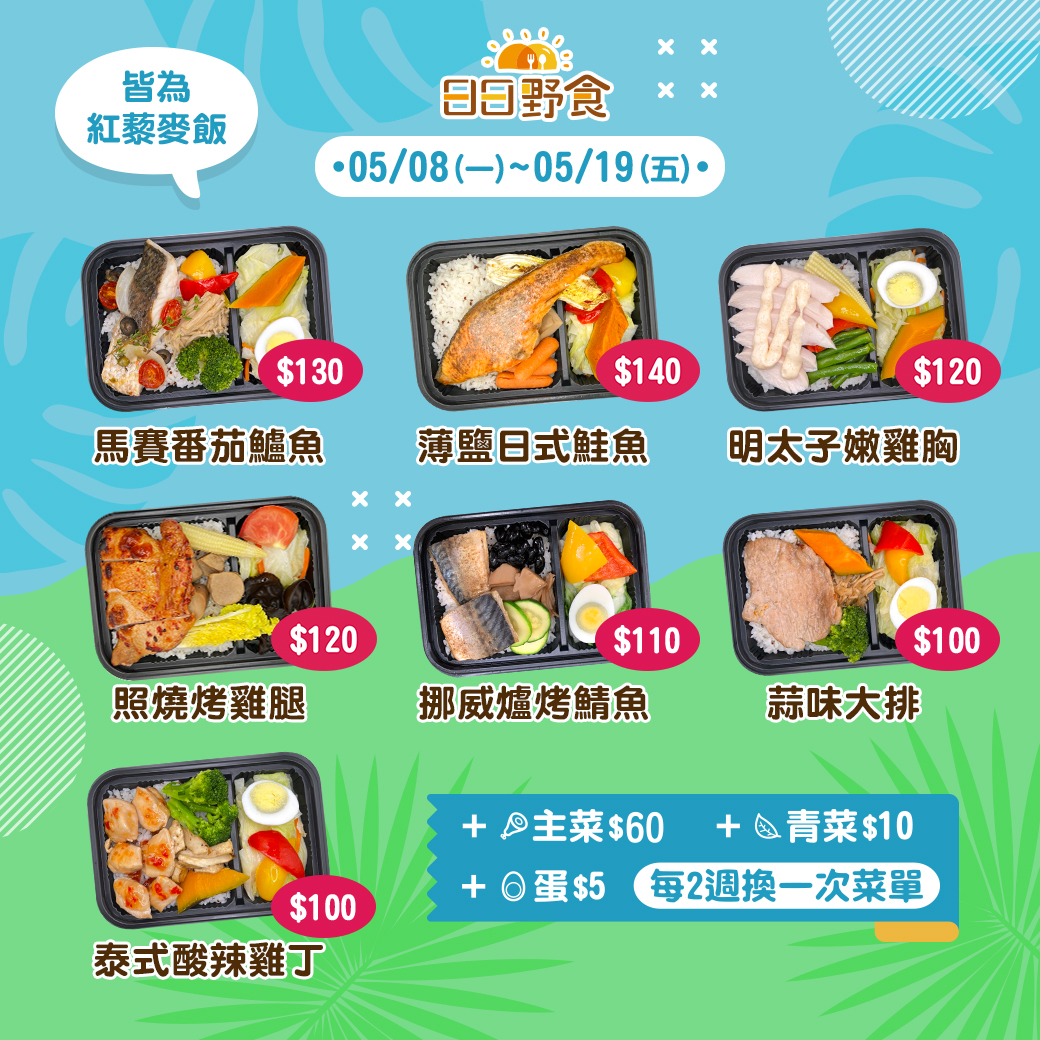 皆為
紅藜麥飯
日日野食
•05/08(一)~05/19(五)•
$130
$140
$120
馬賽番茄鱸魚
薄鹽日式鮭魚
明太子嫩雞胸
$120
$110
$100
照燒烤雞腿
挪威爐烤鯖魚
蒜味大排
$100
泰式酸辣雞丁
+主菜$60
+青菜$10
+蛋$5
每2週換一次菜單